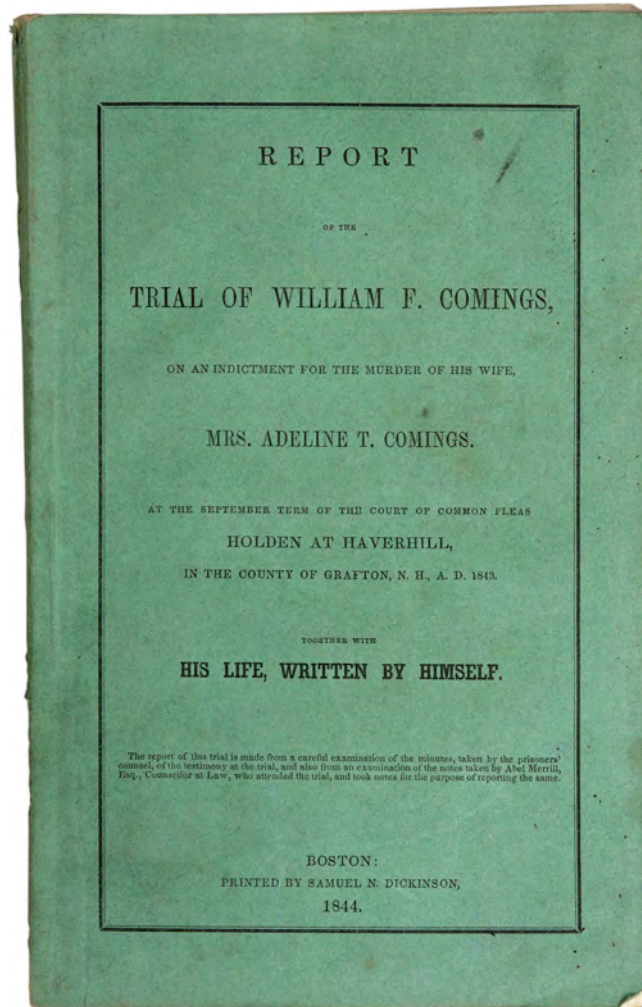 REPORT
OF THE
TRIAL OF WILLIAM F. COMINGS,
ON AN INDICTMENT FOR THE MURDER OF HIS WIFE,
MRS. ADELINE T. COMINGS.
AT THE SEPTEMBER TERM OF THE COURT OF COMMON PLEAS
HOLDEN AT HAVERHILL,
IN THE COUNTY OF GRAFTON, N. H., A. D. 1843.
TOGETHER WITH
HIS LIFE, WRITTEN BY HIMSELF.
The report of this trial is made from a careful examination of the minutes, taken by the prisoners'
counsel, of the testimony at the trial, and also from an examination of the notes taken by Abel Merrill,
Esq., Counsellor at Law, who attended the trial, and took notes for the purpose of reporting the same.
BOSTON:
PRINTED BY SAMUEL N. DICKINSON,
1844.